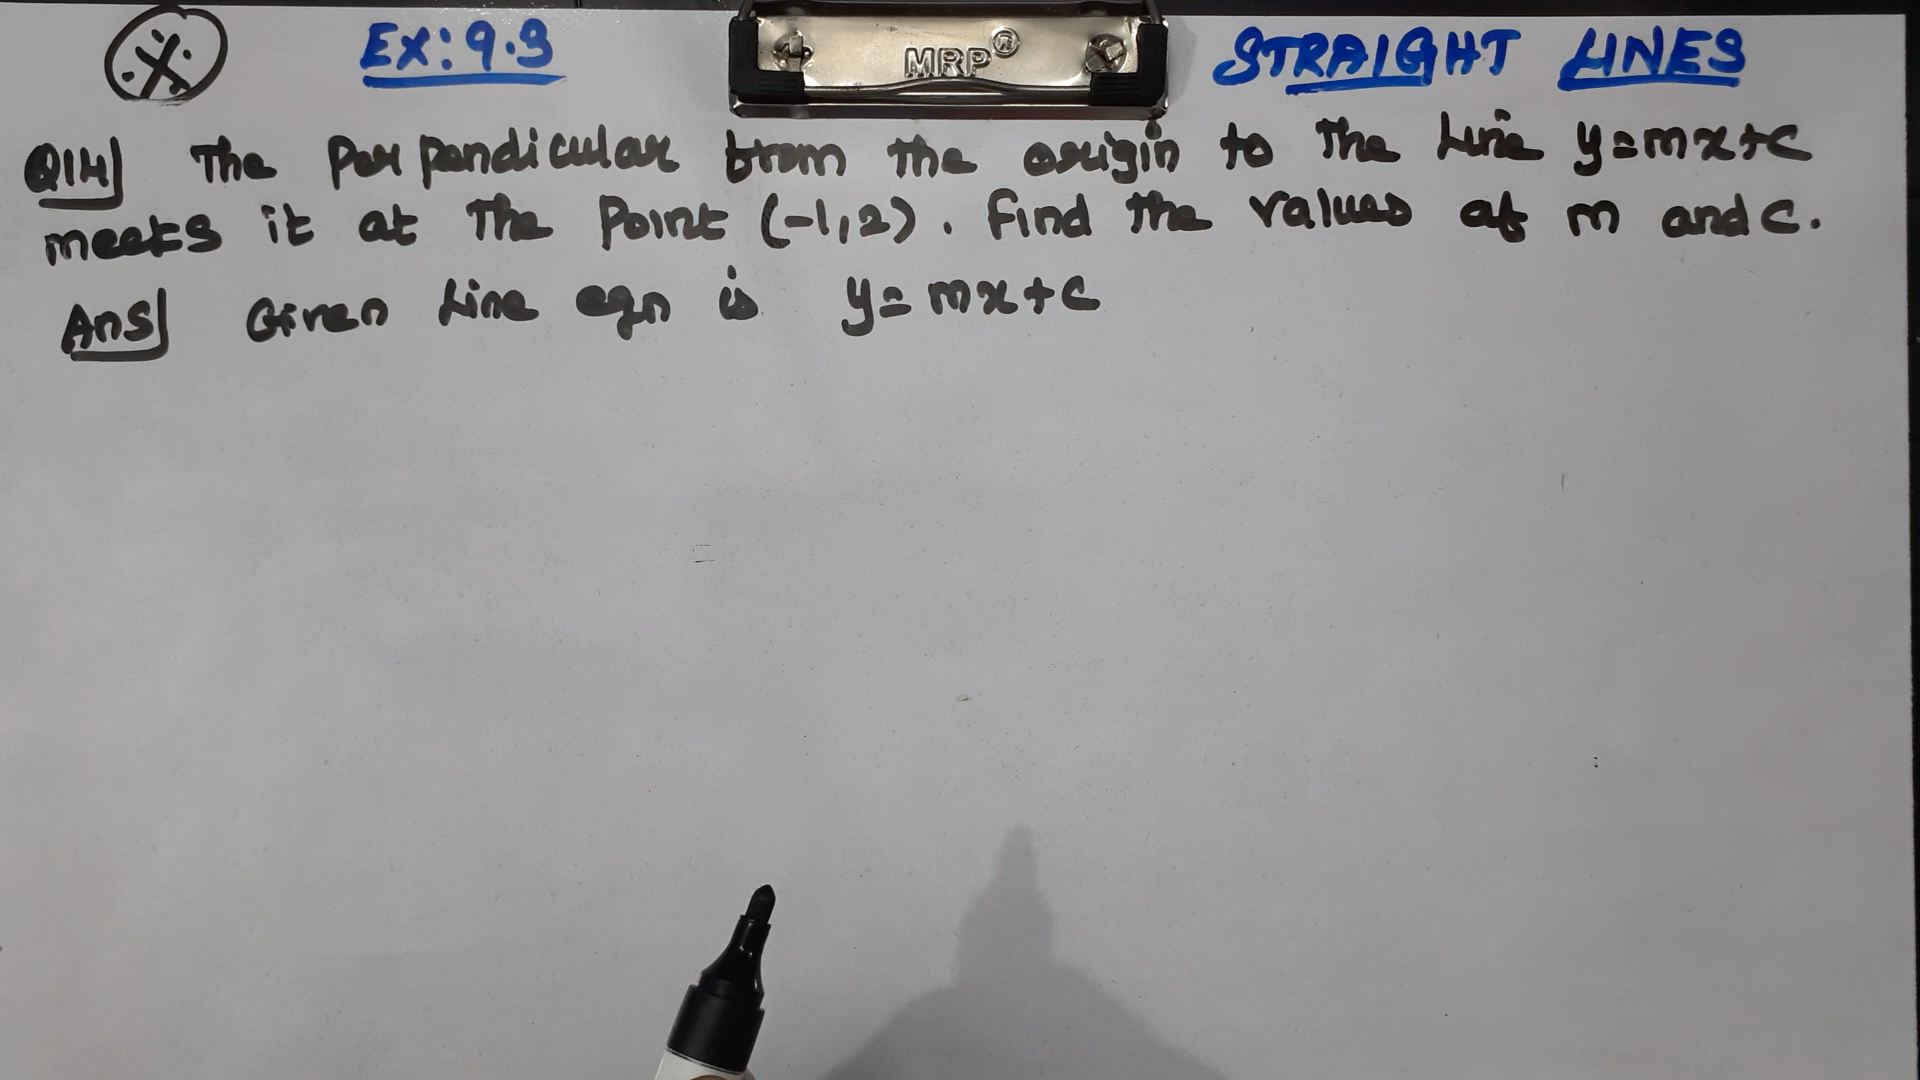 Ex: 9.3
MRP®
STRAIGHT LINES
Q14] The Perpendicular from the origin to the Line y=mx+c
meets it at the Point (-1,2). Find the values of m and c.
Ans] Given Line eqn is y=mx+c